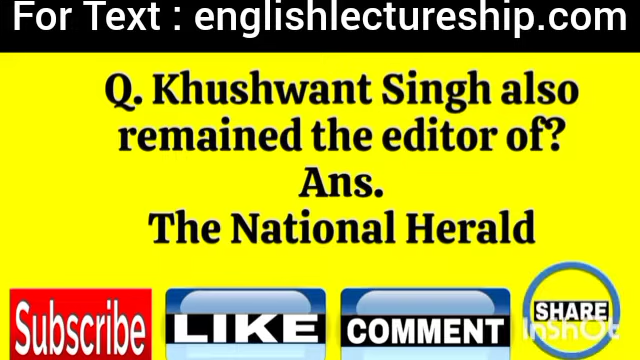 For Text : englishlectureship.com
Q. Khushwant Singh also
remained the editor of?
Ans.
The National Herald
Subscribe LIKE COMMENT SHARE
InShOt